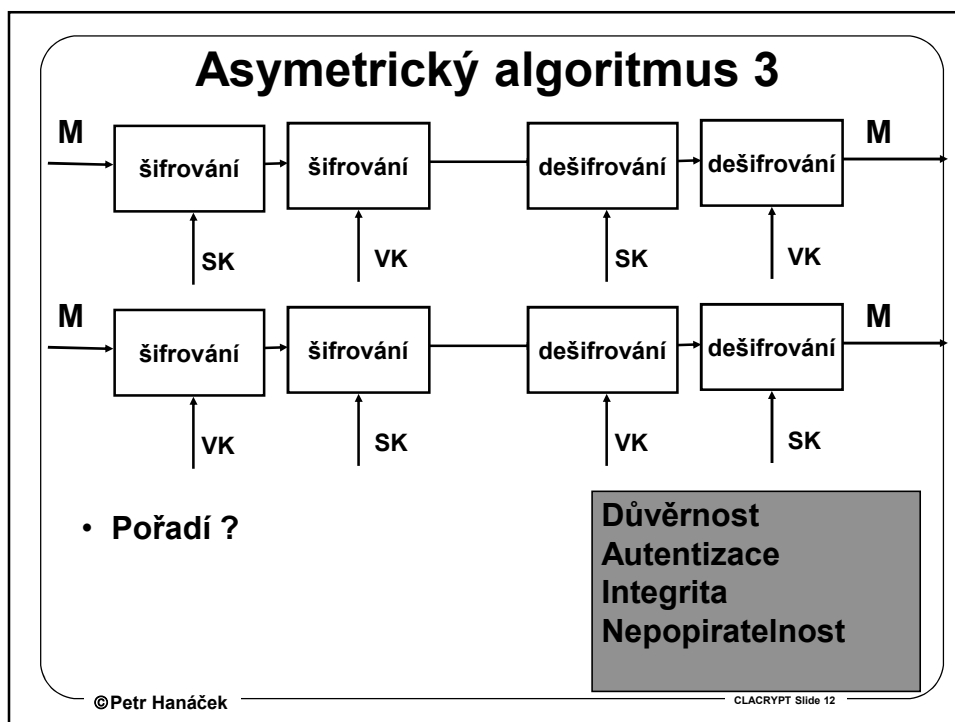 Asymetrický algoritmus 3
M
šifrování
šifrování
dešifrování
dešifrování
M
SK
VK
SK
VK
M
šifrování
šifrování
dešifrování
dešifrování
M
VK
SK
VK
SK
• Pořadí ?
Důvěrnost
Autentizace
Integrita
Nepopiratelnost
©Petr Hanáček
CLACRYPT Slide 12